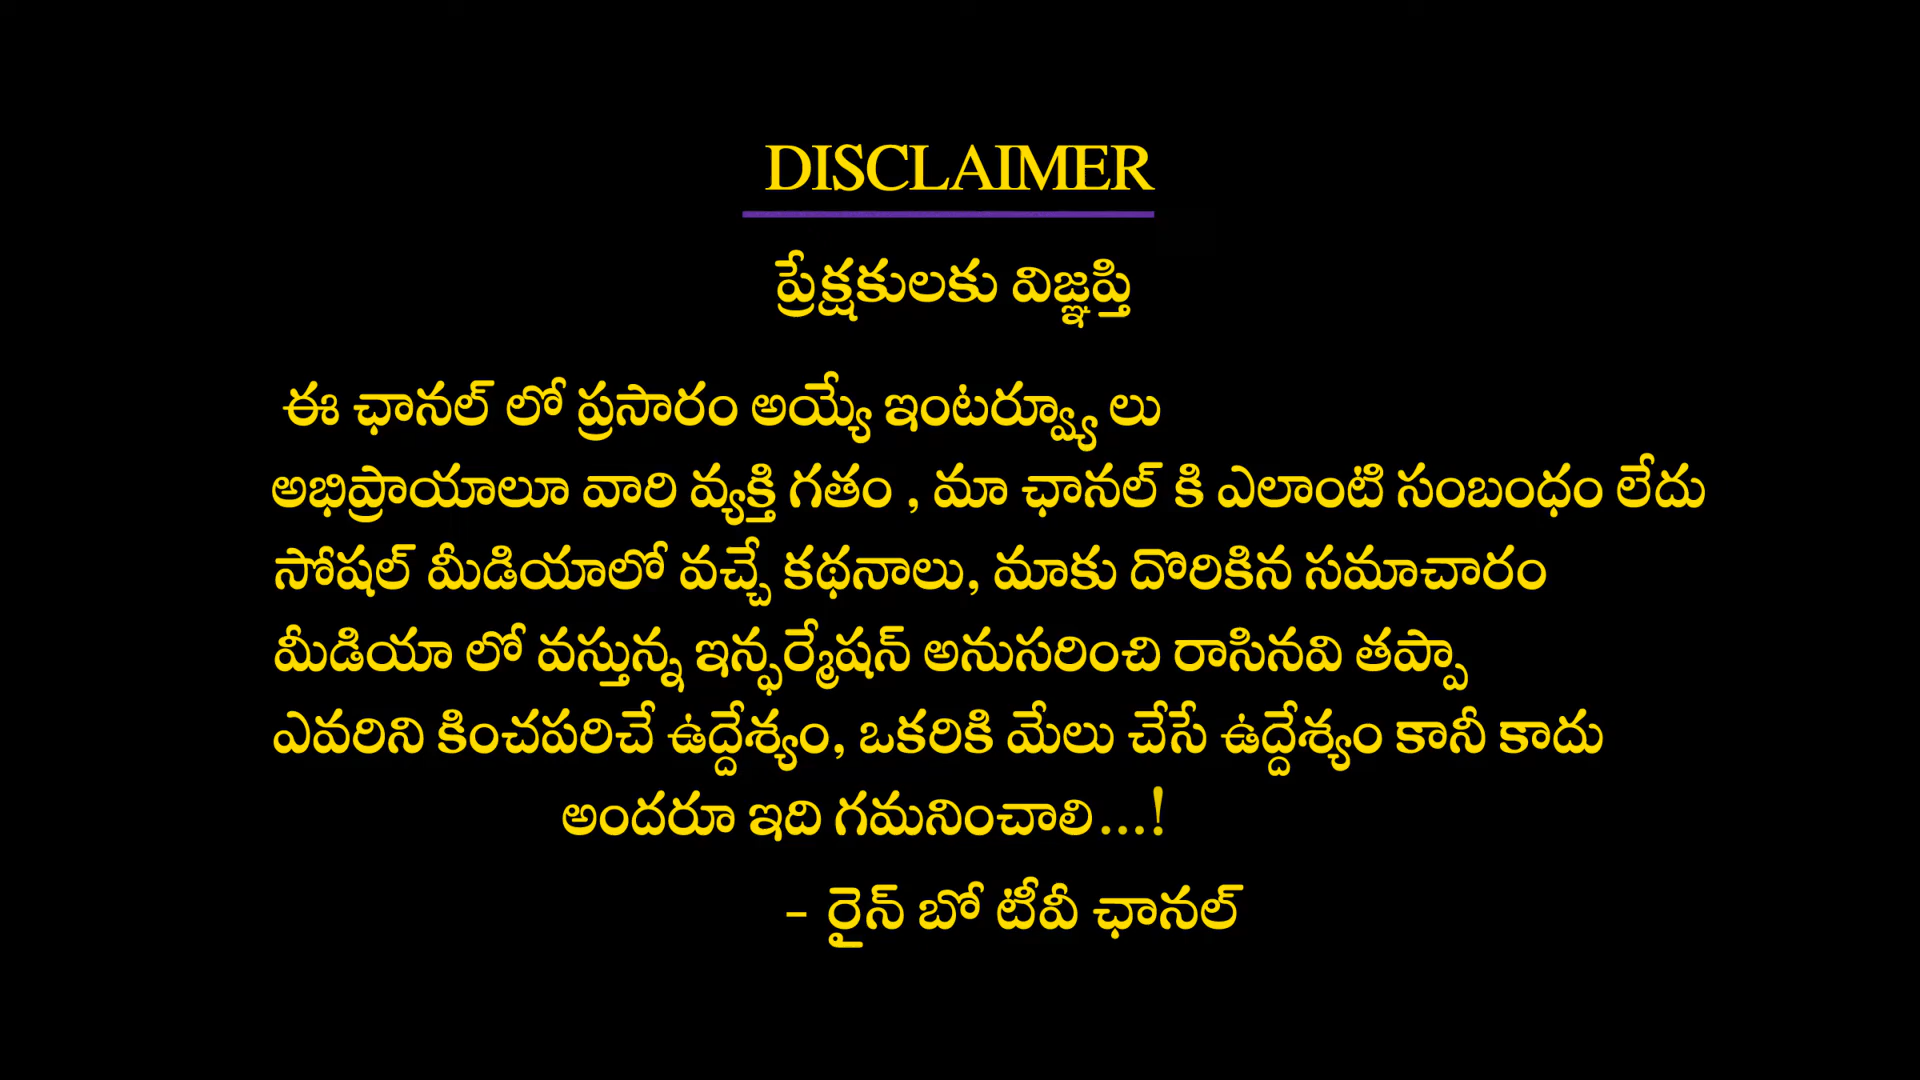 DISCLAIMER
ప్రేక్షకులకు విజ్ఞప్తి
ఈ ఛానల్ లో ప్రసారం అయ్యే ఇంటర్వ్యూ లు
అభిప్రాయాలూ వారి వ్యక్తి గతం , మా ఛానల్ కి ఎలాంటి సంబంధం లేదు
సోషల్ మీడియాలో వచ్చే కథనాలు, మాకు దొరికిన సమాచారం
మీడియా లో వస్తున్న ఇన్ఫర్మేషన్ అనుసరించి రాసినవి తప్పా
ఎవరిని కించపరిచే ఉద్దేశ్యం, ఒకరికి మేలు చేసే ఉద్దేశ్యం కానీ కాదు
అందరూ ఇది గమనించాలి...!
- రైన్ బో టీవీ ఛానల్